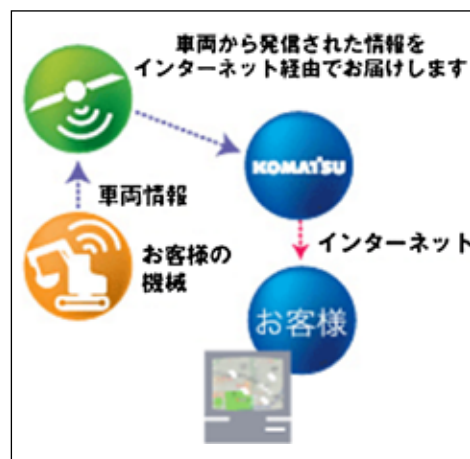 車両から発信された情報を
インターネット経由でお届けします
KOMATSU
車両情報
インターネット
お客様の
機械
お客様